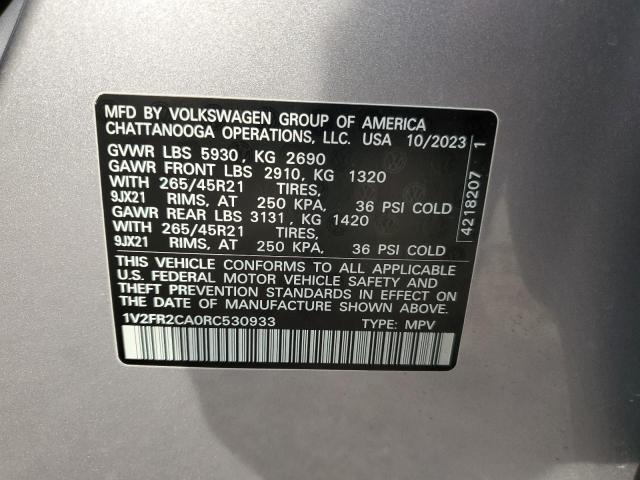 MFD BY VOLKSWAGEN GROUP OF AMERICA
CHATTANOOGA OPERATIONS, LLC. USA 10/2023
GVWR LBS 5930, KG 2690
GAWR FRONT LBS 2910, KG 1320
WITH 265/45R21 TIRES,
9JX21 RIMS, AT 250 KPA, 36 PSI COLD
GAWR REAR LBS 3131, KG 1420
WITH 265/45R21 TIRES,
9JX21 RIMS, AT 250 KPA, 36 PSI COLD
THIS VEHICLE CONFORMS TO ALL APPLICABLE
U.S. FEDERAL MOTOR VEHICLE SAFETY AND
THEFT PREVENTION STANDARDS IN EFFECT ON
THE DATE OF MANUFACTURE SHOWN ABOVE.
1V2FR2CA0RC530933 TYPE: MPV
4218207 1